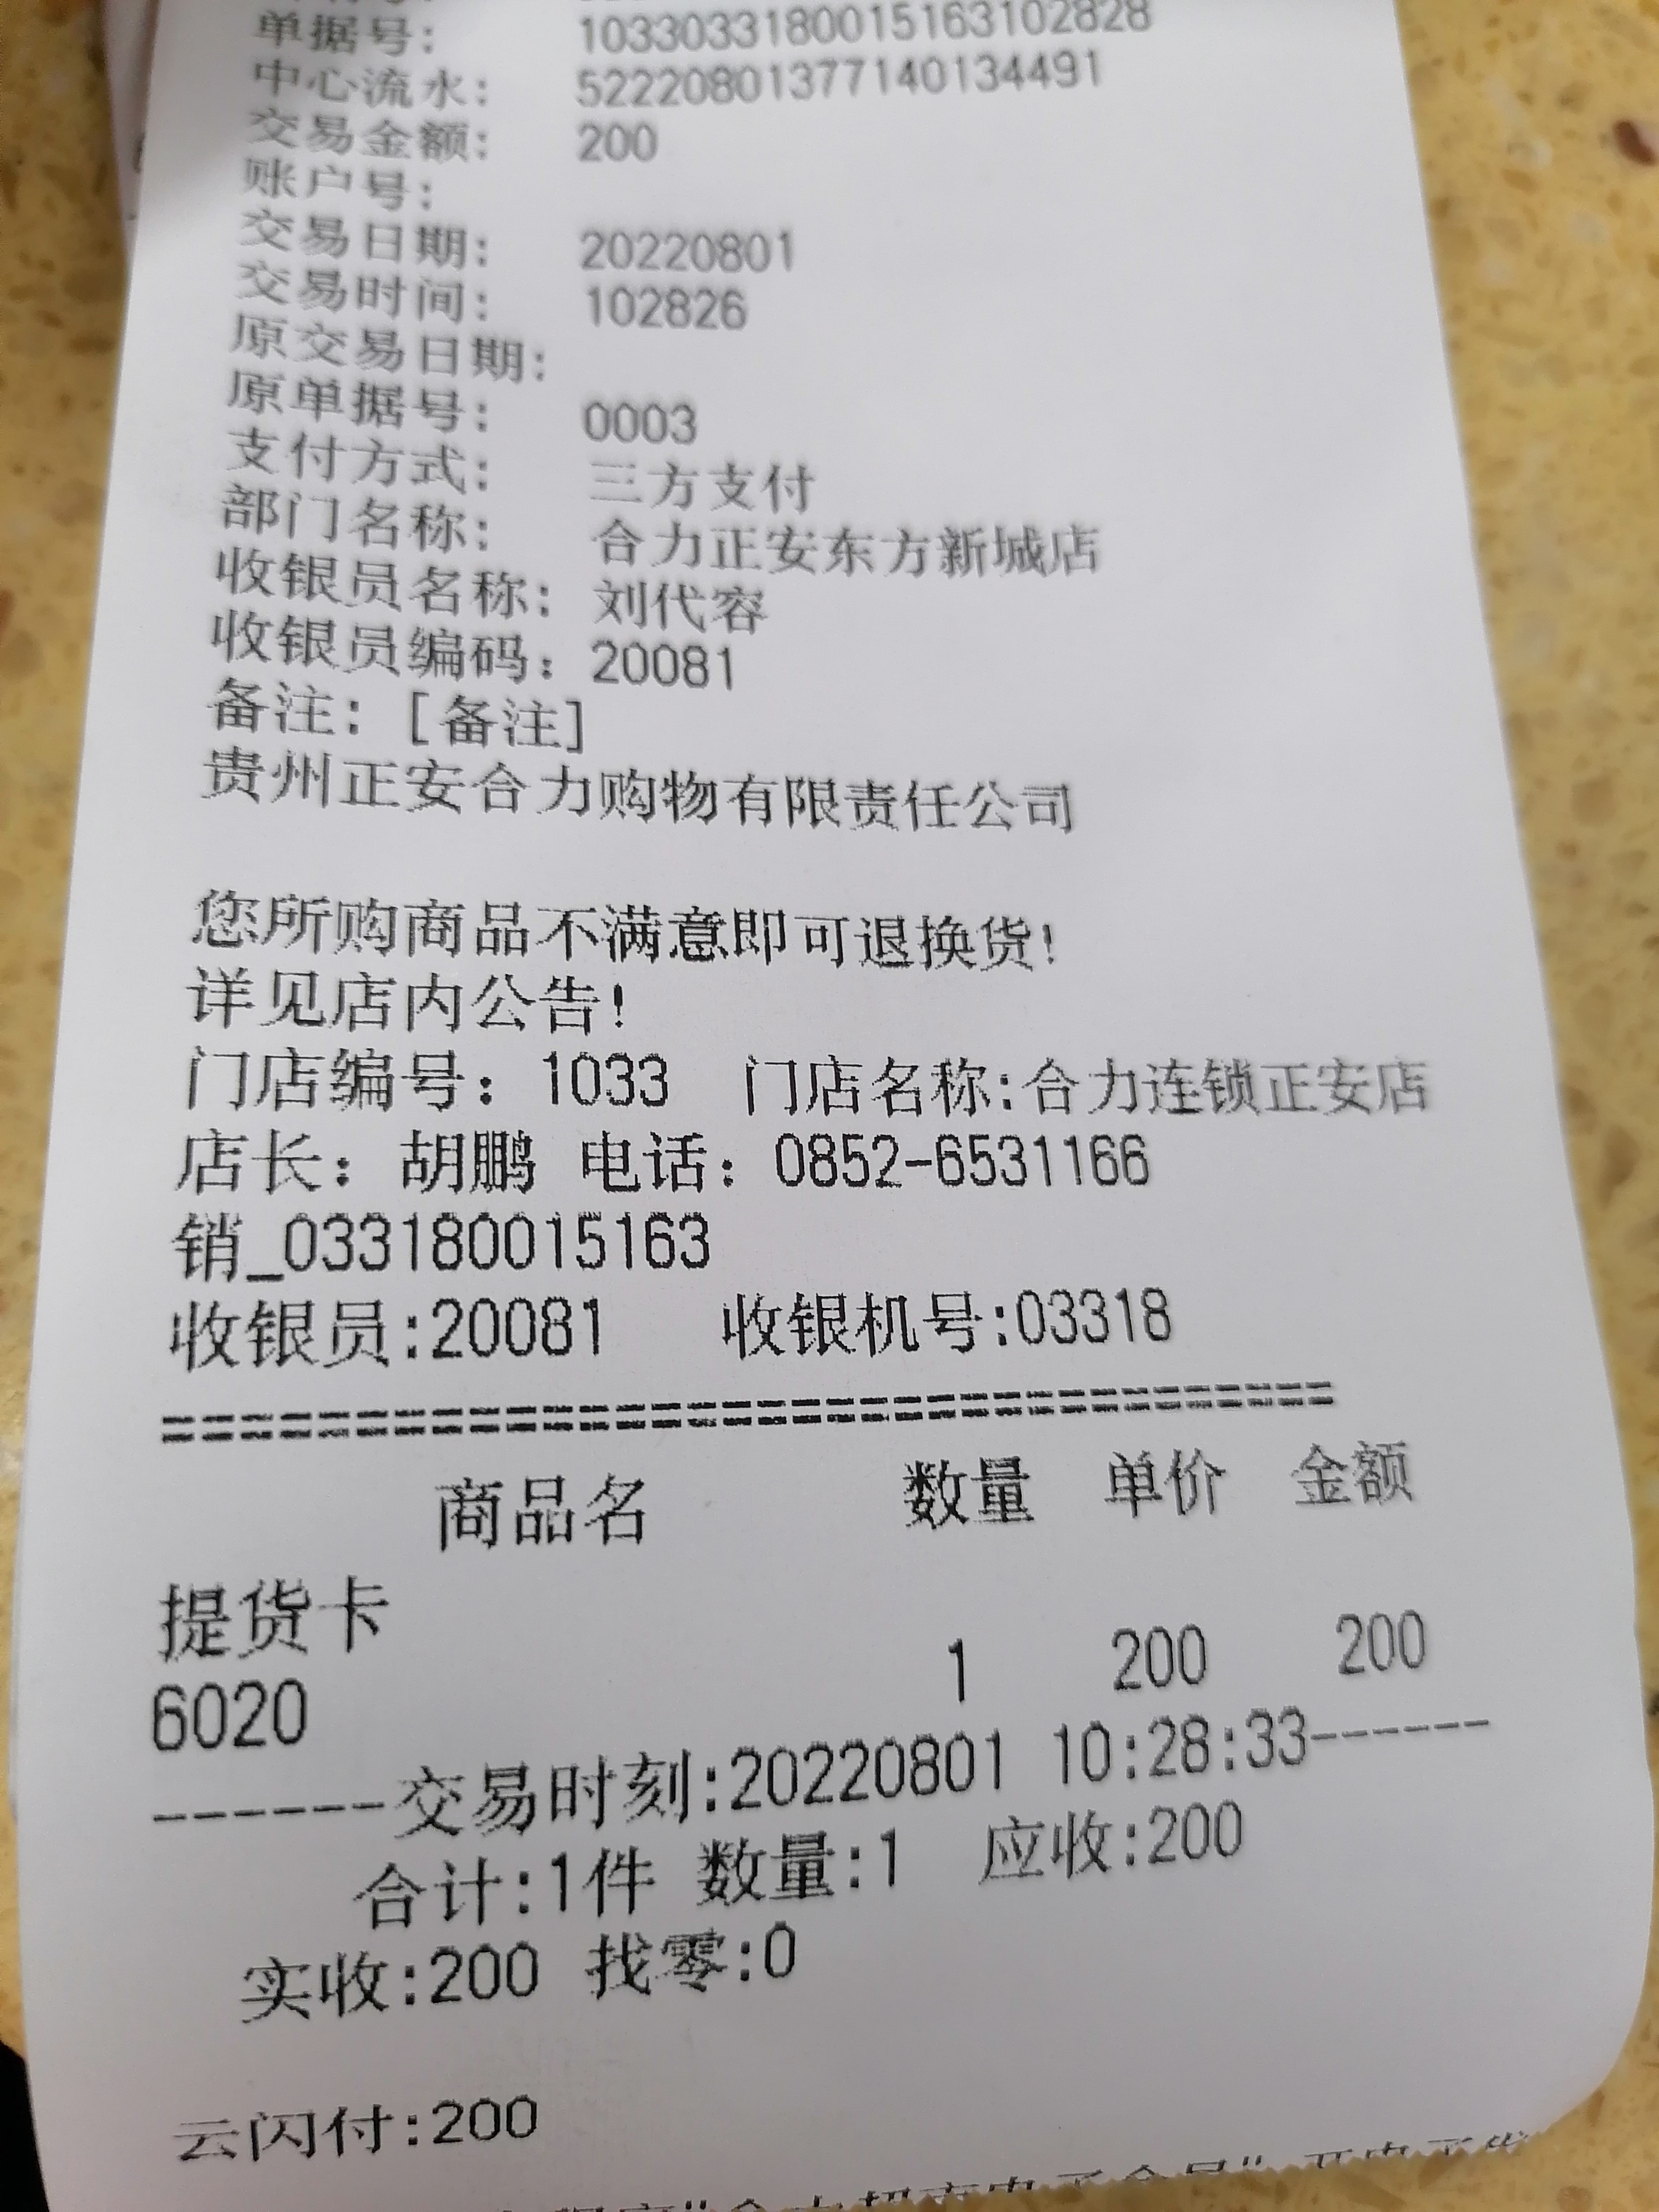 单据号: 10330331800151631028​28
中心流水: 522208013771401344​91
交易金额: 200
账户号:
交易日期: 20220801
交易时间: 102826
原交易日期:
原单据号: 0003
支付方式: 三方支付
部门名称: 合力正安东方新城店
收银员名称: 刘代容
收银员编码: 20081
备注: [备注]
贵州正安合力购物有限责任公司
您所购商品不满意即可退换货!
详见店内公告!
门店编号: 1033 门店名称:合力连锁正安店
店长: 胡鹏 电话: 0852-6531166
销_033180015163
收银员:20081 收银机号:03318
商品名 数量 单价 金额
提货卡
6020 1 200 200
------交易时刻:20220801 10:28:33------
合计:1件 数量:1 应收:200
实收:200 找零:0
云闪付:200